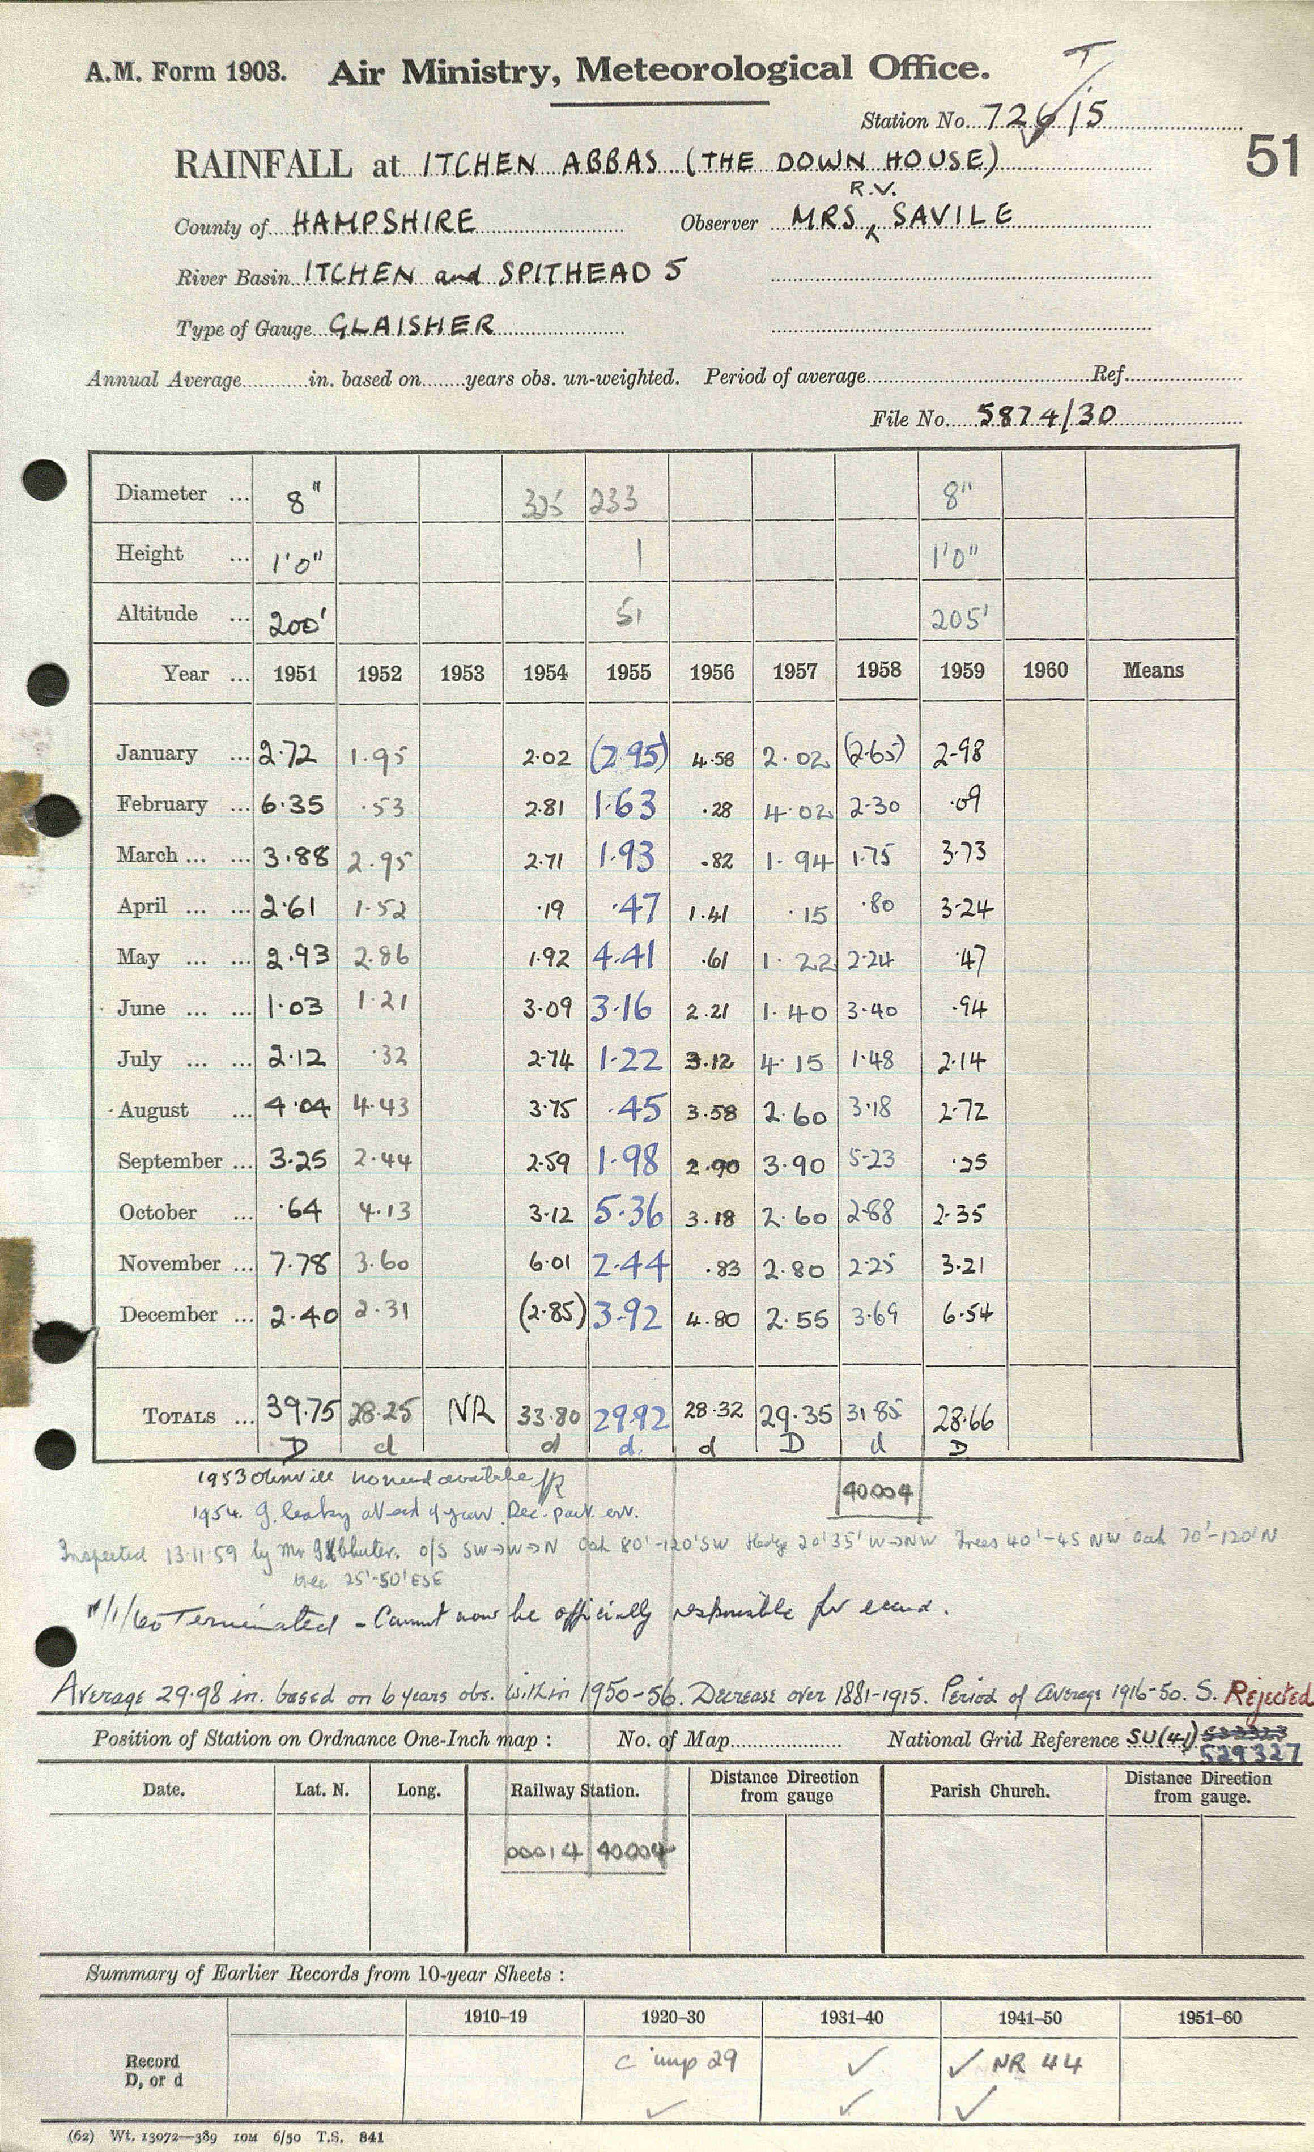 A.M. Form 1903. Air Ministry, Meteorological Office.
T
Station No. 726/5
51
RAINFALL at ITCHEN ABBAS (THE DOWN HOUSE)
R.V.
County of HAMPSHIRE Observer MRS SAVILE
River Basin ITCHEN and SPITHEAD 5
Type of Gauge GLAISHER
Annual Average in. based on years obs. un-weighted. Period of average Ref.
File No. 5874/30
Diameter ... 8" 325 233 8"
Height ... 1'0" 1 1'0"
Altitude ... 200' 51 205'
Year ... 1951 1952 1953 1954 1955 1956 1957 1958 1959 1960 Means
January ... 2.72 1.95 2.02 (2.95) 4.58 2.02 (2.65) 2.98
February ... 6.35 .53 2.81 1.63 .28 4.02 2.30 .09
March ... ... 3.88 2.95 2.71 1.93 .82 1.94 1.75 3.73
April ... ... 2.61 1.52 .19 .47 1.41 .15 .80 3.24
May ... ... 2.93 2.86 1.92 4.41 .61 1.22 2.24 .47
June ... ... 1.03 1.21 3.09 3.16 2.21 1.40 3.40 .94
July ... ... 2.12 .32 2.74 1.22 3.12 4.15 1.48 2.14
August ... 4.04 4.43 3.75 .45 3.58 2.60 3.18 2.72
September ... 3.25 2.44 2.59 1.98 2.90 3.90 5.23 .25
October ... .64 4.13 3.12 5.36 3.18 2.60 2.88 2.35
November ... 7.78 3.60 6.01 2.44 .83 2.80 2.25 3.21
December ... 2.40 2.31 (2.85) 3.92 4.80 2.55 3.69 6.54
TOTALS ... 39.75 28.25 NR 33.80 29.92 28.32 29.35 31.85 28.66
D d d d. d D d D
1953 Obsr ill no record available
40004
1954. g. leaky at end of year. Dec. part est.
Inspected 13.11.59 by Mr o/s SW→W→N Oak 80'-120'SW Hedge 20'35'W→NW Trees 40'-45 NW Oak 70'-120'N
tree 25'-50'ESE
/1/60 Terminated - Cannot now be officially responsible for record.
Average 29.98 in. based on 6 years obs. within 1950-56. Decrease over 1881-1915. Period of average 1916-50. S. Rejected
Position of Station on Ordnance One-Inch map : No. of Map National Grid Reference SU(41)
529327
Date. Lat. N. Long. Railway Station. Distance Direction from gauge Parish Church. Distance Direction from gauge.
00014 40004
Summary of Earlier Records from 10-year Sheets :
1910-19 1920-30 1931-40 1941-50 1951-60
Record D, or d c imp 29 ✓ ✓ NR 44
✓ ✓ ✓
(62) Wt. 13072—389 10M 6/50 T.S. 841